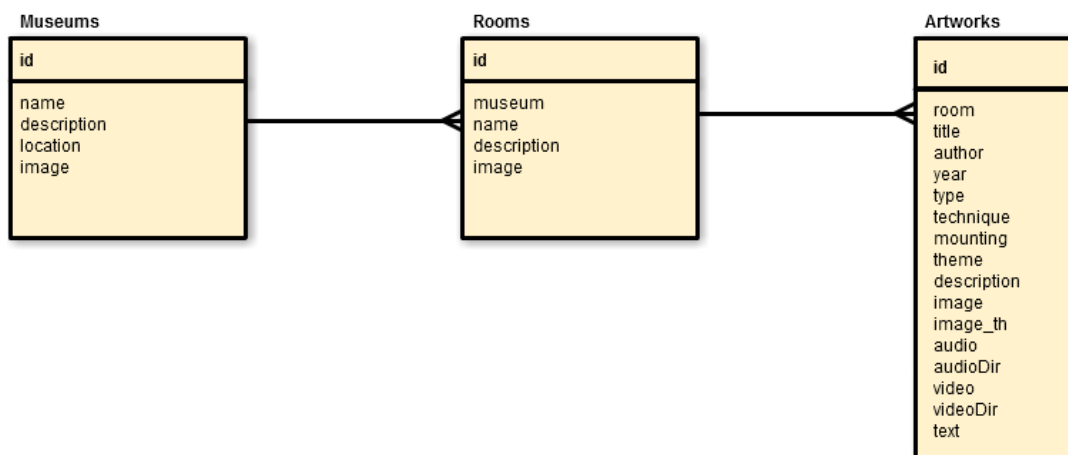 Museums
id
name
description
location
image
Rooms
id
museum
name
description
image
Artworks
id
room
title
author
year
type
technique
mounting
theme
description
image
image_th
audio
audioDir
video
videoDir
text